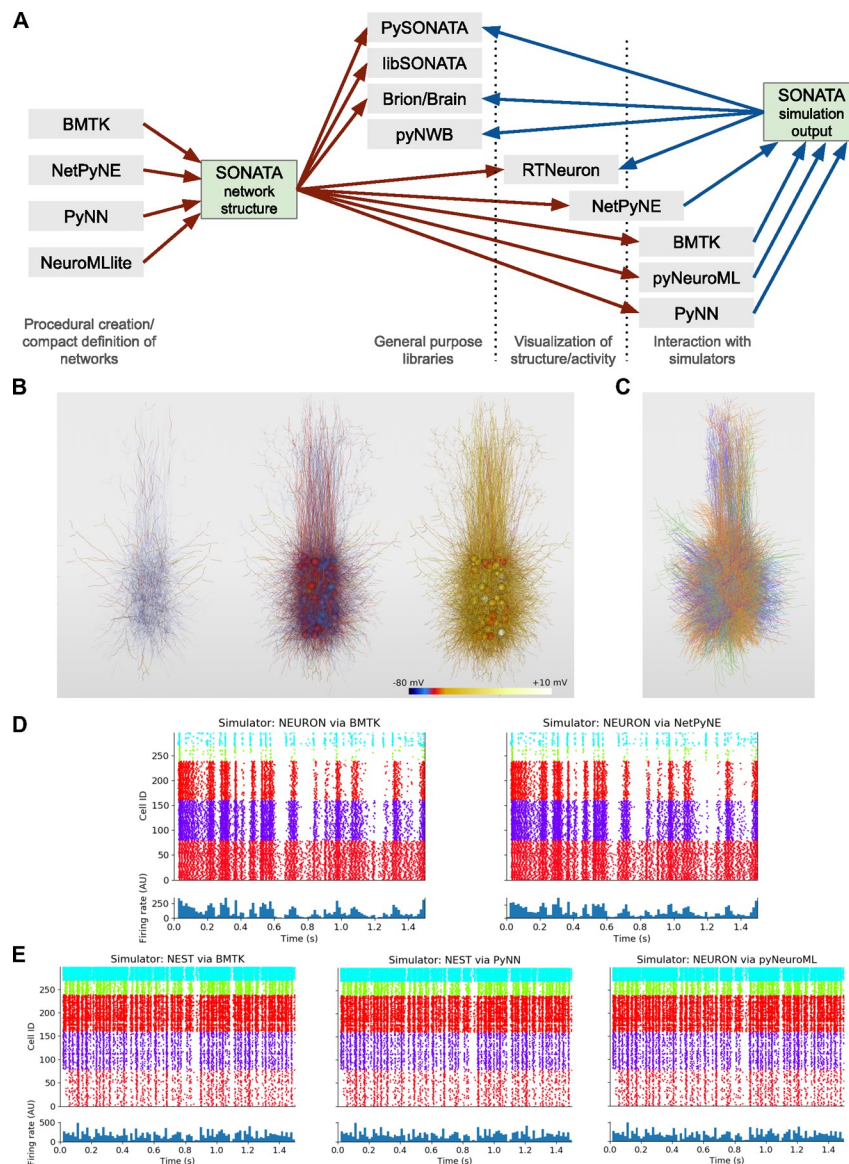 A
BMTK
NetPyNE
PyNN
NeuroMLlite
SONATA
network
structure
PySONATA
libSONATA
Brion/Brain
pyNWB
RTNeuron
NetPyNE
BMTK
pyNeuroML
PyNN
SONATA
simulation
output
Procedural creation/
compact definition of
networks
General purpose
libraries
Visualization of
structure/activity
Interaction with
simulators
B
-80 mV
+10 mV
C
D
Simulator: NEURON via BMTK
Cell ID
250
200
150
100
50
0
Firing rate (AU)
250
0
0.0 0.2 0.4 0.6 0.8 1.0 1.2 1.4
Time (s)
Simulator: NEURON via NetPyNE
0.0 0.2 0.4 0.6 0.8 1.0 1.2 1.4
Time (s)
E
Simulator: NEST via BMTK
Cell ID
250
200
150
100
50
0
Firing rate (AU)
500
0
0.0 0.2 0.4 0.6 0.8 1.0 1.2 1.4
Time (s)
Simulator: NEST via PyNN
0.0 0.2 0.4 0.6 0.8 1.0 1.2 1.4
Time (s)
Simulator: NEURON via pyNeuroML
0.0 0.2 0.4 0.6 0.8 1.0 1.2 1.4
Time (s)